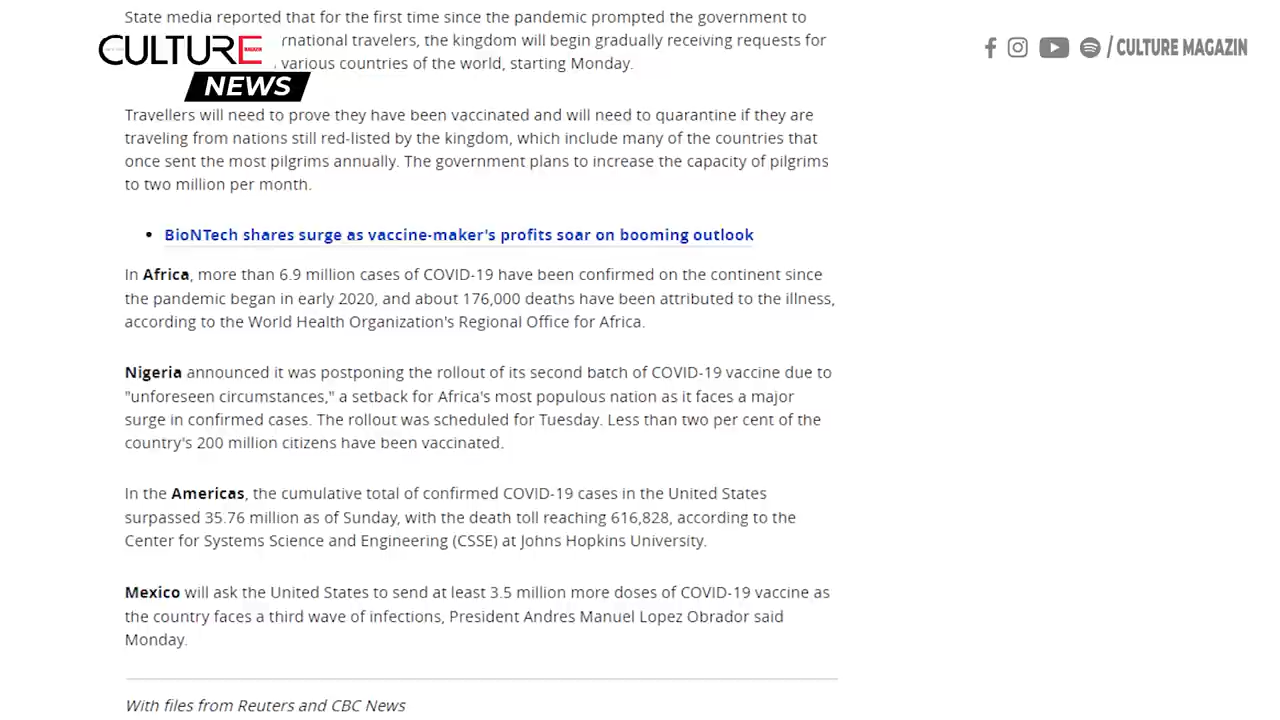 State media reported that for the first time since the pandemic prompted the government to
CULTURE
rnational travelers, the kingdom will begin gradually receiving requests for
/ CULTURE MAGAZIN
various countries of the world, starting Monday.
NEWS
Travellers will need to prove they have been vaccinated and will need to quarantine if they are
traveling from nations still red-listed by the kingdom, which include many of the countries that
once sent the most pilgrims annually. The government plans to increase the capacity of pilgrims
to two million per month.
• BioNTech shares surge as vaccine-maker's profits soar on booming outlook
In Africa, more than 6.9 million cases of COVID-19 have been confirmed on the continent since
the pandemic began in early 2020, and about 176,000 deaths have been attributed to the illness,
according to the World Health Organization's Regional Office for Africa.
Nigeria announced it was postponing the rollout of its second batch of COVID-19 vaccine due to
"unforeseen circumstances," a setback for Africa's most populous nation as it faces a major
surge in confirmed cases. The rollout was scheduled for Tuesday. Less than two per cent of the
country's 200 million citizens have been vaccinated.
In the Americas, the cumulative total of confirmed COVID-19 cases in the United States
surpassed 35.76 million as of Sunday, with the death toll reaching 616,828, according to the
Center for Systems Science and Engineering (CSSE) at Johns Hopkins University.
Mexico will ask the United States to send at least 3.5 million more doses of COVID-19 vaccine as
the country faces a third wave of infections, President Andres Manuel Lopez Obrador said
Monday.
With files from Reuters and CBC News